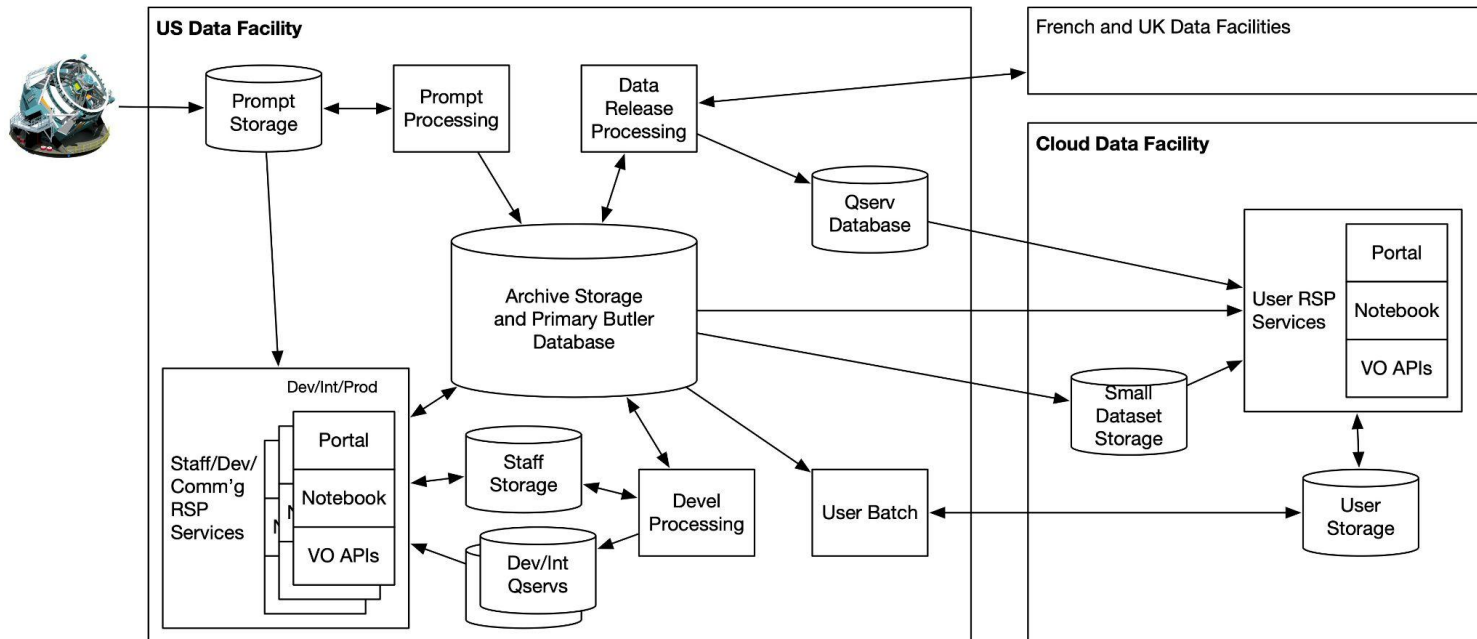 US Data Facility
French and UK Data Facilities
Prompt
Storage
Prompt
Processing
Data
Release
Processing
Cloud Data Facility
Qserv
Database
Archive Storage
and Primary Butler
Database
User RSP
Services
Portal
Notebook
VO APIs
Small
Dataset
Storage
Dev/Int/Prod
Staff/Dev/
Comm'g
RSP
Services
Portal
Notebook
VO APIs
Staff
Storage
Devel
Processing
User Batch
User
Storage
Dev/Int
Qservs